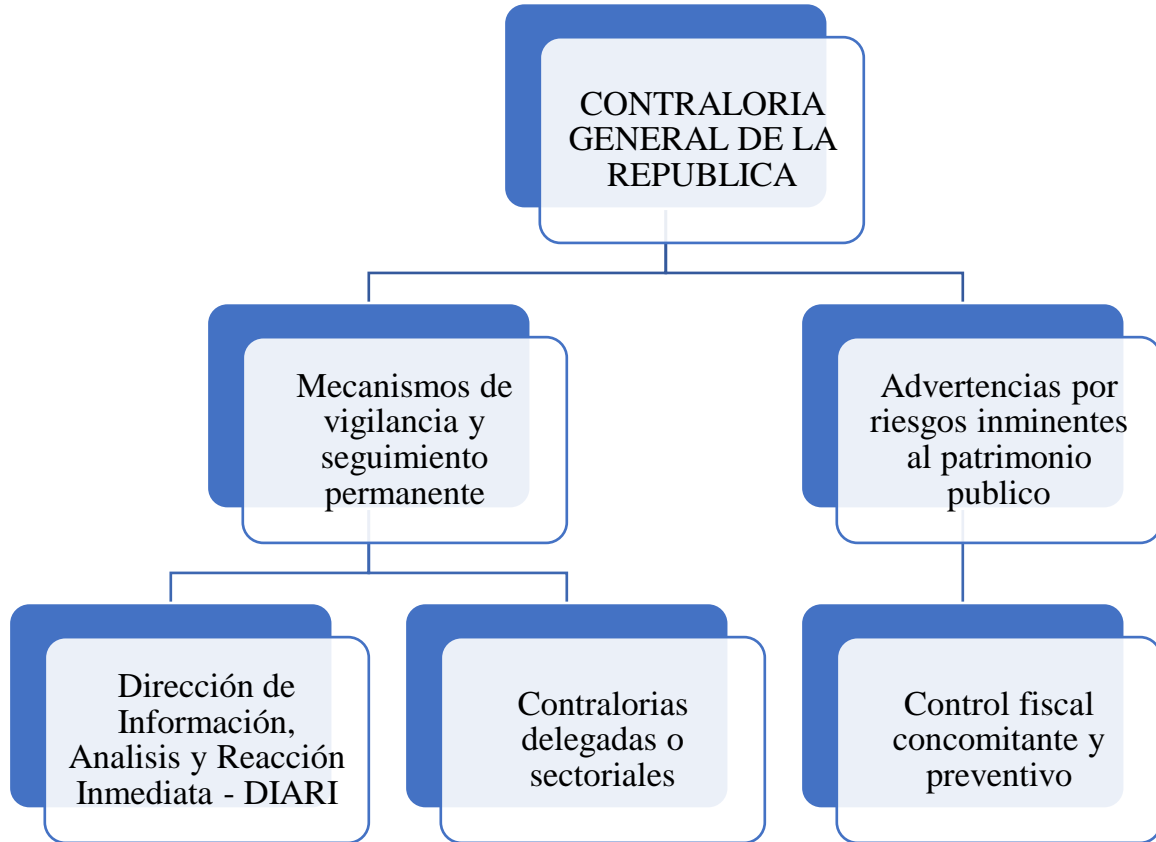 CONTRALORIA
GENERAL DE LA
REPUBLICA
Mecanismos de
vigilancia y
seguimiento
permanente
Advertencias por
riesgos inminentes
al patrimonio
publico
Dirección de
Información,
Analisis y Reacción
Inmediata - DIARI
Contralorias
delegadas o
sectoriales
Control fiscal
concomitante y
preventivo